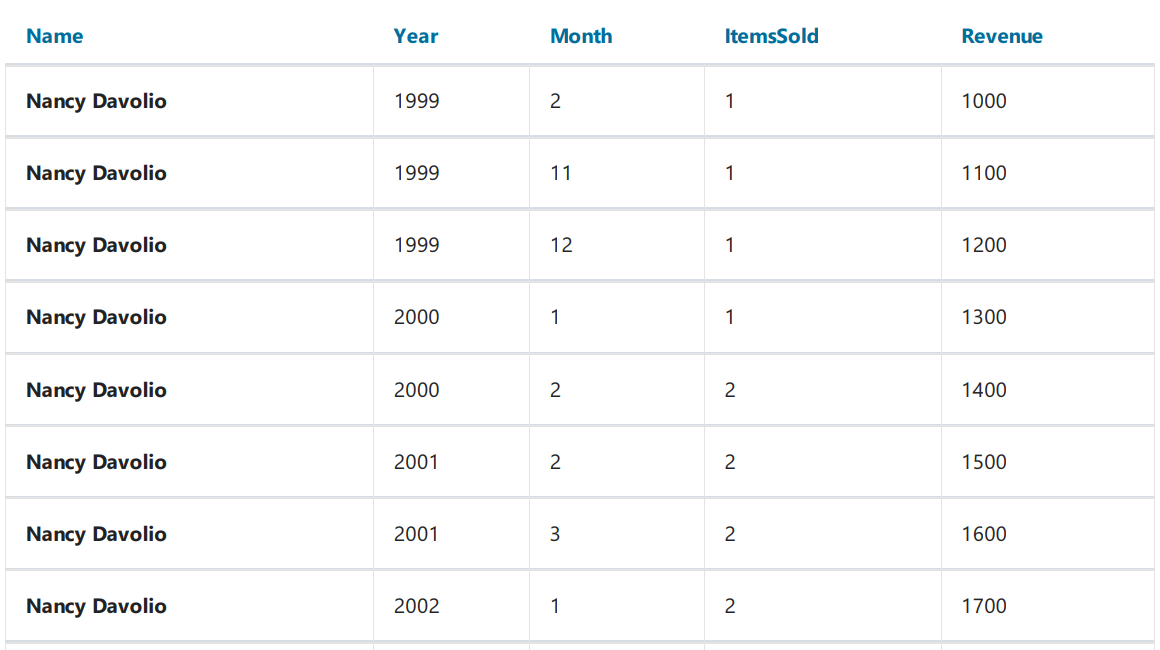 Name Year Month ItemsSold Revenue
Nancy Davolio 1999 2 1 1000
Nancy Davolio 1999 11 1 1100
Nancy Davolio 1999 12 1 1200
Nancy Davolio 2000 1 1 1300
Nancy Davolio 2000 2 2 1400
Nancy Davolio 2001 2 2 1500
Nancy Davolio 2001 3 2 1600
Nancy Davolio 2002 1 2 1700